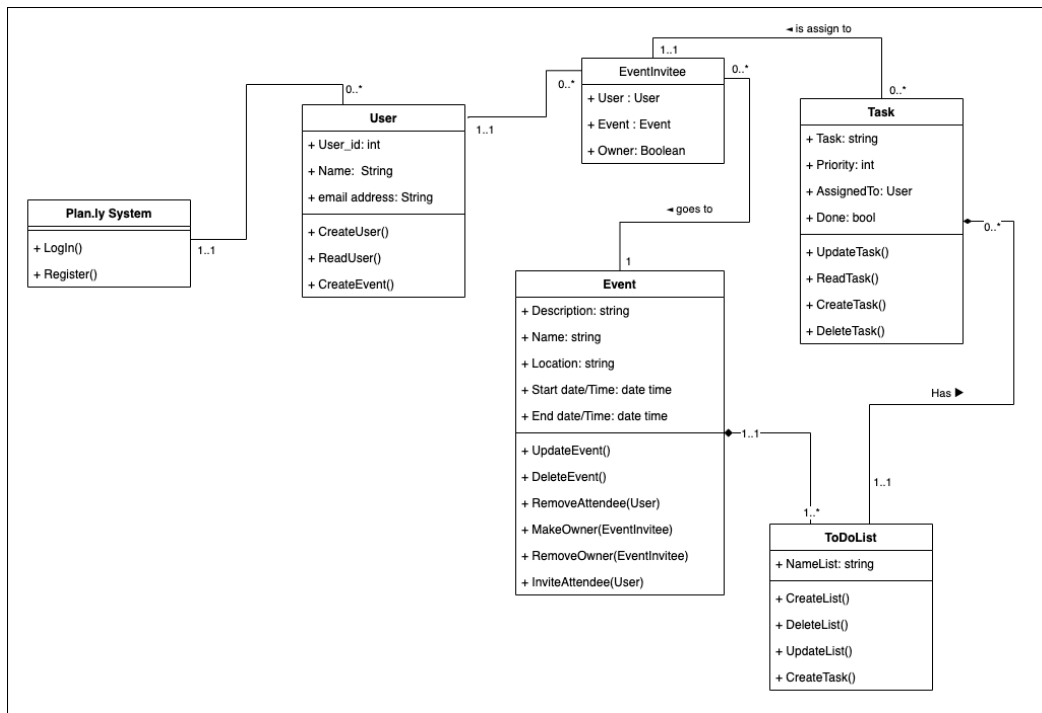 ◄ is assign to
1..1
0..*
EventInvitee
+ User : User
+ Event : Event
+ Owner: Boolean
0..*
0..*
0..*
1..1
User
+ User_id: int
+ Name:  String
+ email address: String
+ CreateUser()
+ ReadUser()
+ CreateEvent()
Task
+ Task: string
+ Priority: int
+ AssignedTo: User
+ Done: bool
+ UpdateTask()
+ ReadTask()
+ CreateTask()
+ DeleteTask()
0..*
Plan.ly System
+ LogIn()
+ Register()
1..1
◄ goes to
1
Event
+ Description: string
+ Name: string
+ Location: string
+ Start date/Time: date time
+ End date/Time: date time
+ UpdateEvent()
+ DeleteEvent()
+ RemoveAttendee(User)
+ MakeOwner(EventInvitee)
+ RemoveOwner(EventInvitee)
+ InviteAttendee(User)
1..1
Has ►
1..1
1..*
ToDoList
+ NameList: string
+ CreateList()
+ DeleteList()
+ UpdateList()
+ CreateTask()